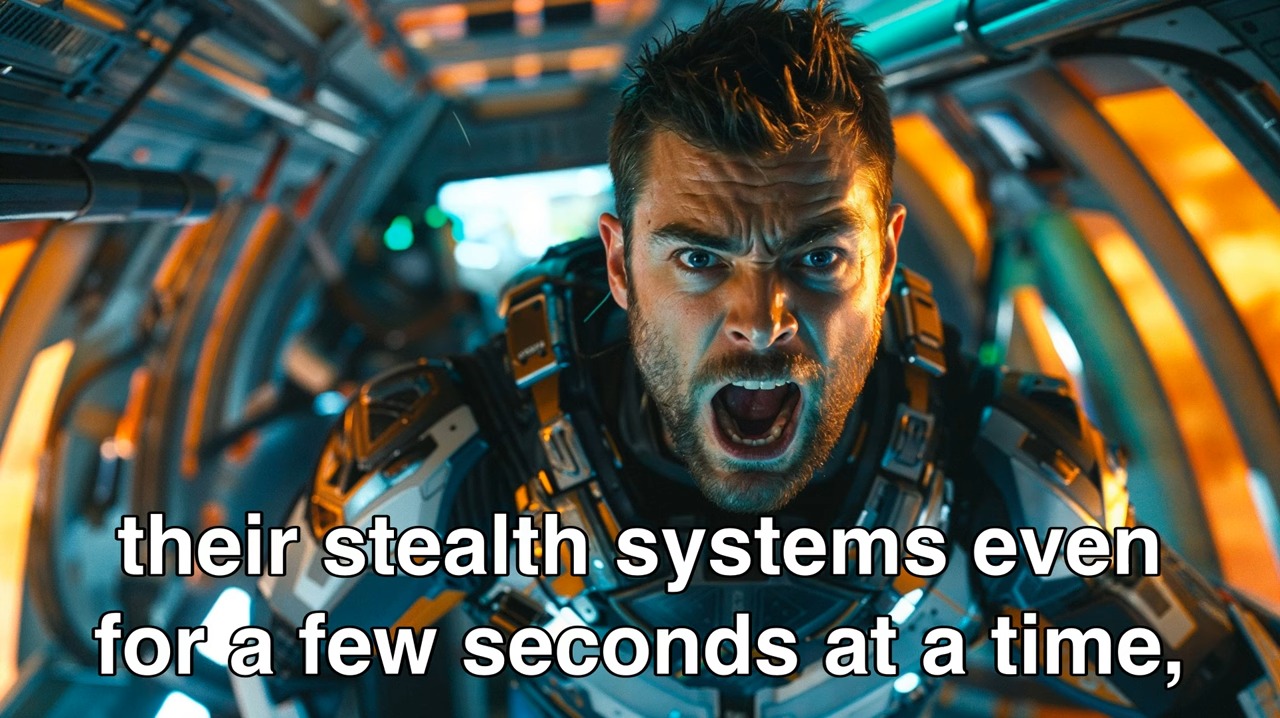 their stealth systems even
for a few seconds at a time,